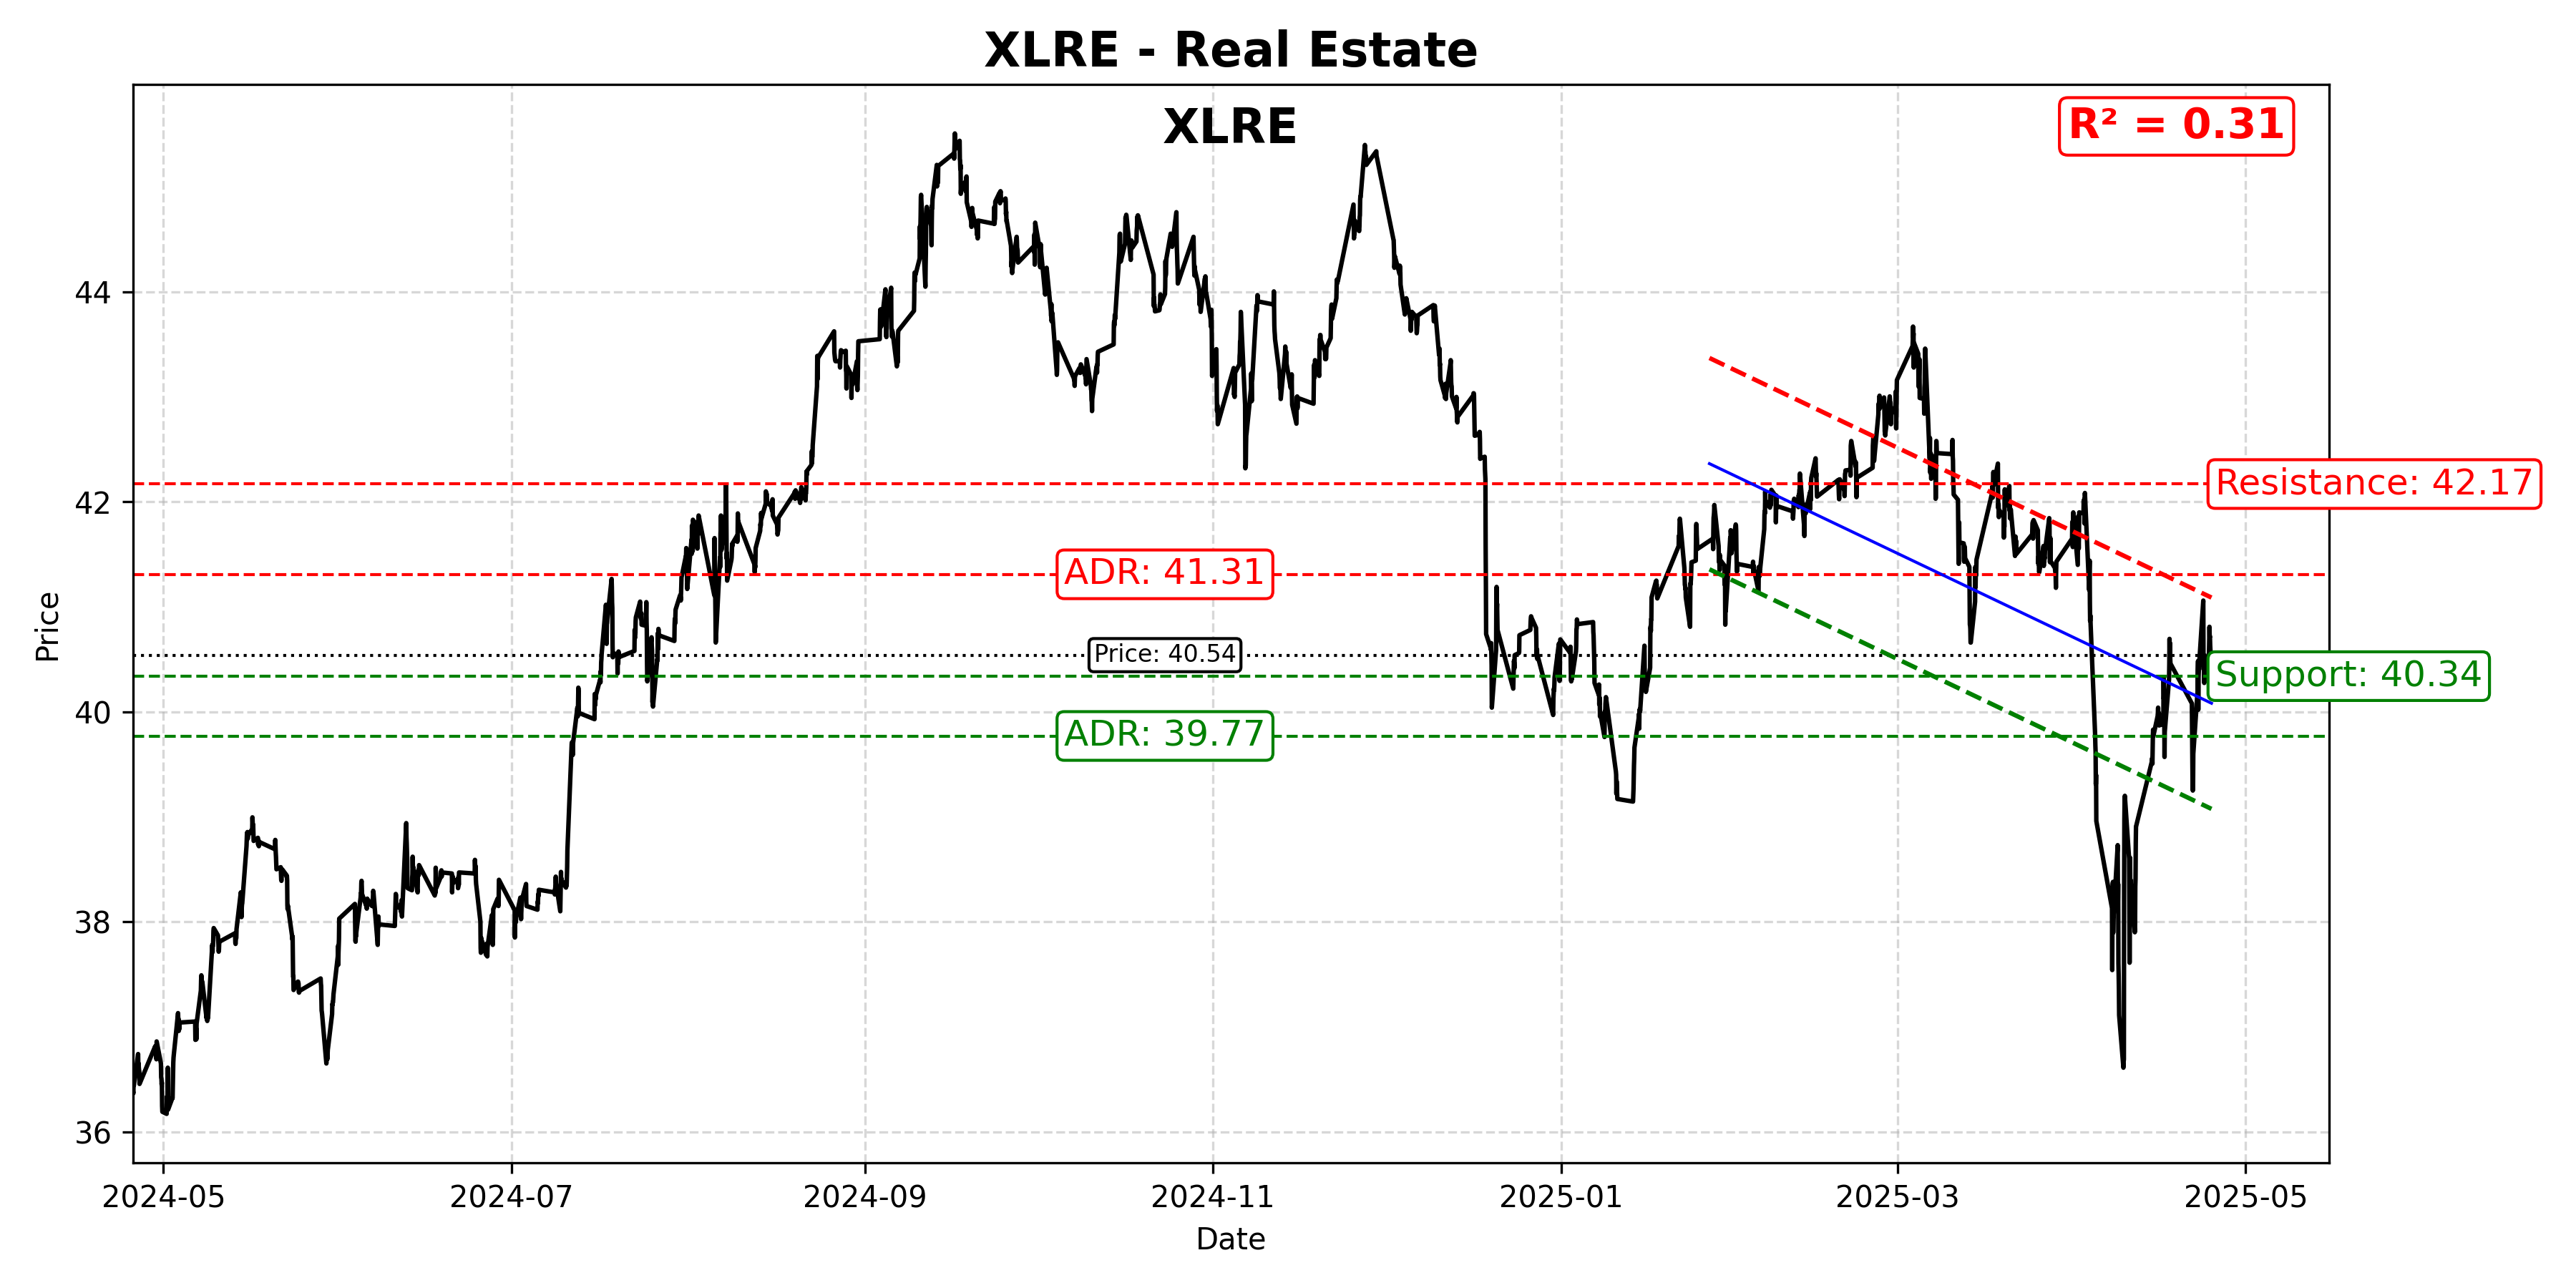 XLRE - Real Estate
XLRE
R² = 0.31
44
42
40
38
36
Price
Resistance: 42.17
ADR: 41.31
Price: 40.54
Support: 40.34
ADR: 39.77
2024-05
2024-07
2024-09
2024-11
2025-01
2025-03
2025-05
Date